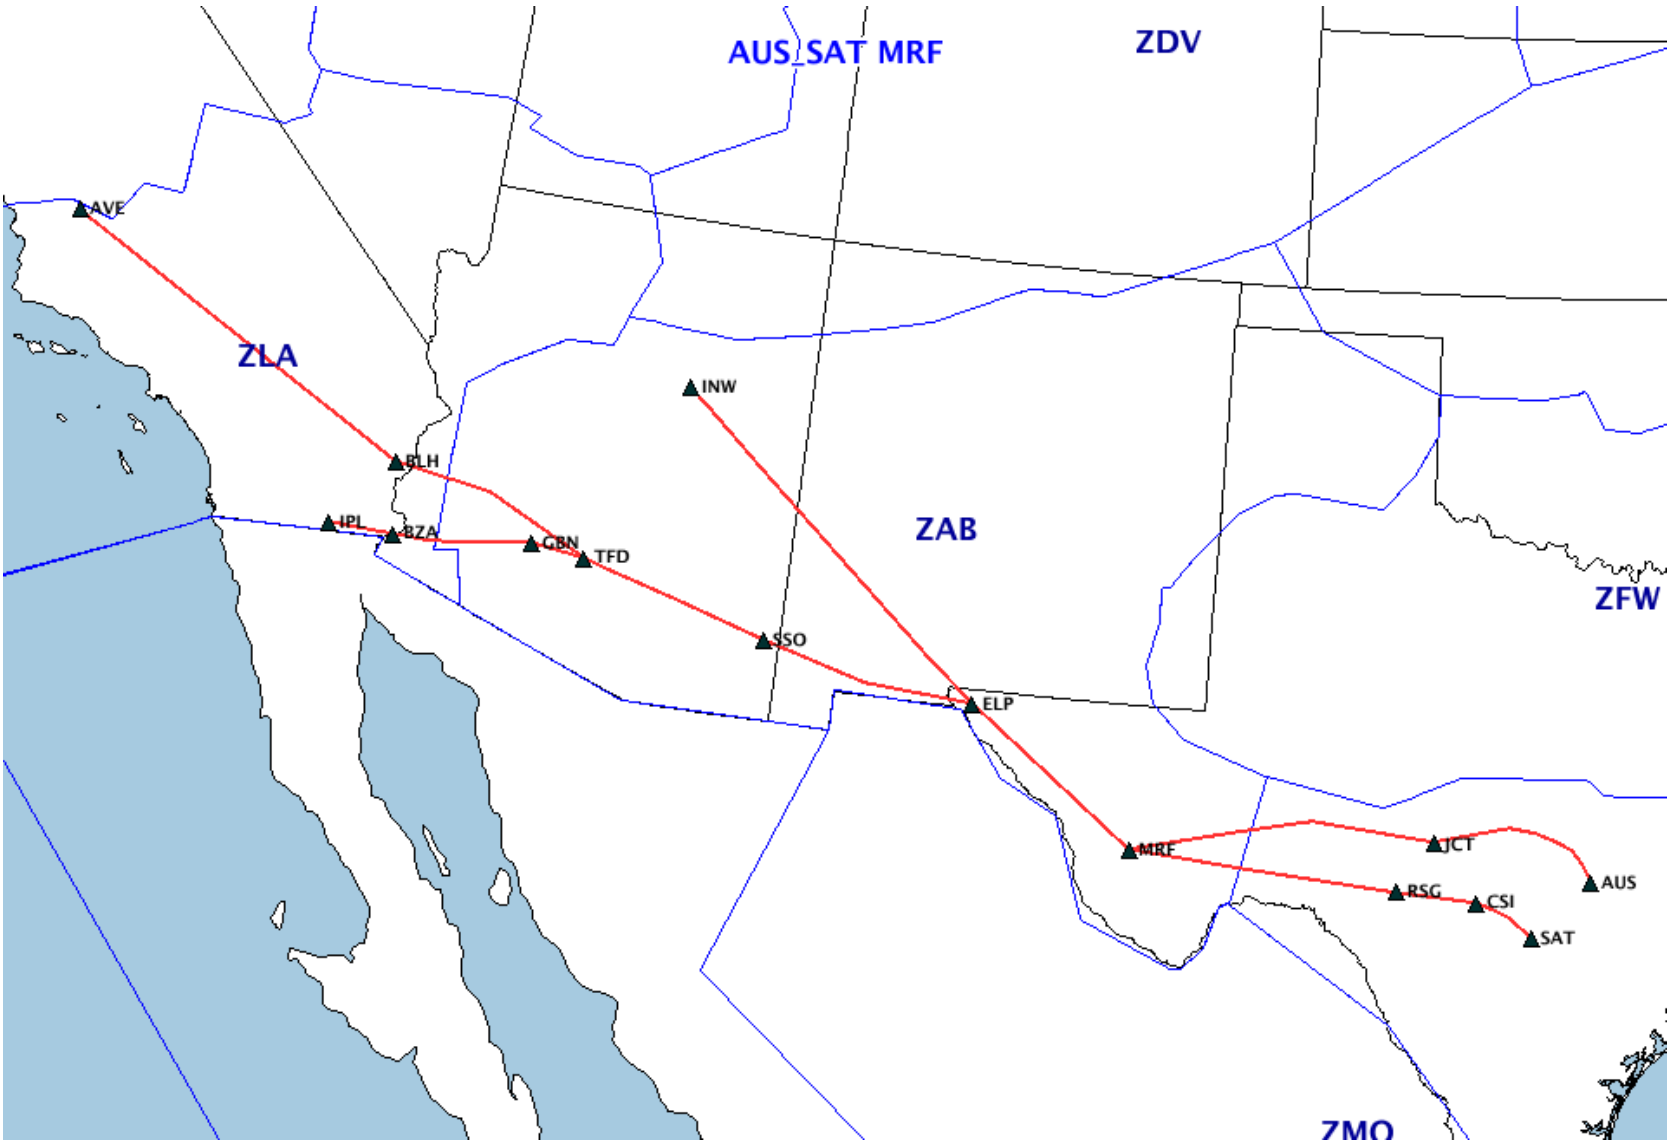 ZDV
AUS_SAT MRF
AVE
ZLA
INW
BLH
IPL
BZA
GBN
TFD
ZAB
ZFW
SSO
ELP
MRF
JCT
AUS
RSG
CSI
SAT